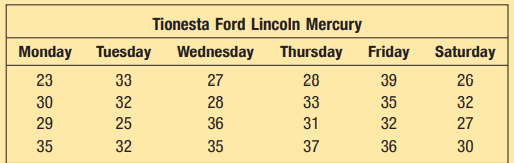 Tionesta Ford Lincoln Mercury
Monday Tuesday Wednesday Thursday Friday Saturday
23 33 27 28 39 26
30 32 28 33 35 32
29 25 36 31 32 27
35 32 35 37 36 30